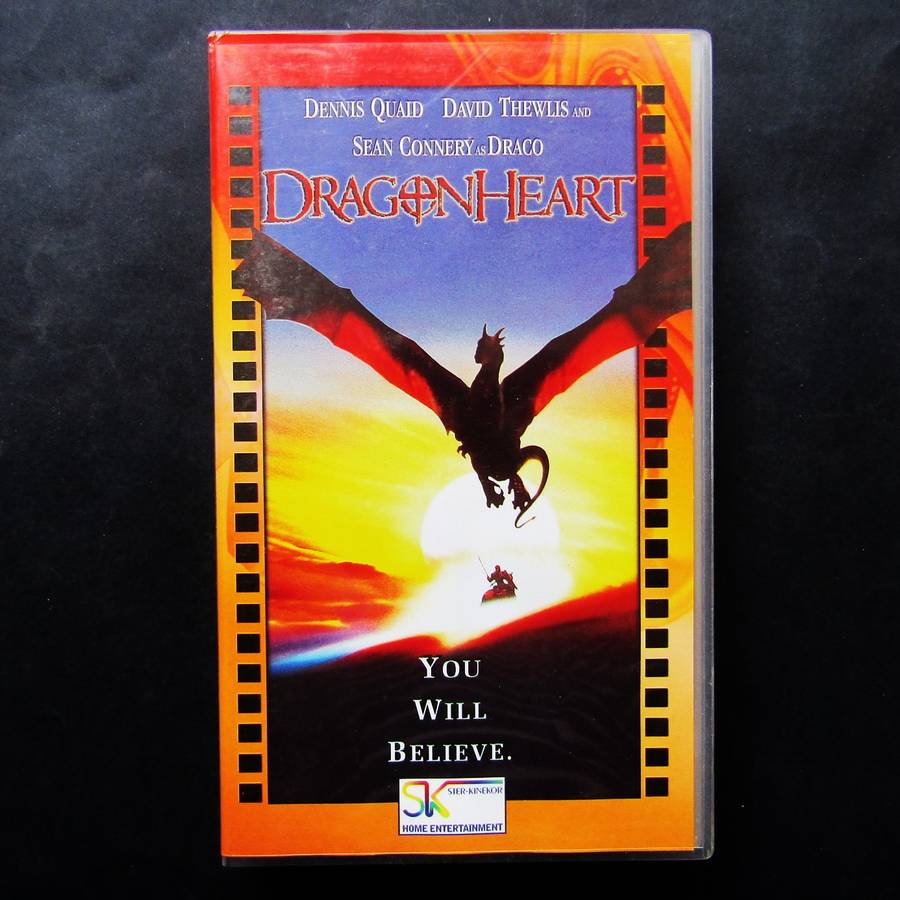 DENNIS QUAID DAVID THEWLIS AND
SEAN CONNERY AS DRACO
DRAGONHEART
YOU
WILL
BELIEVE.
SK STER-KINEKOR
HOME ENTERTAINMENT